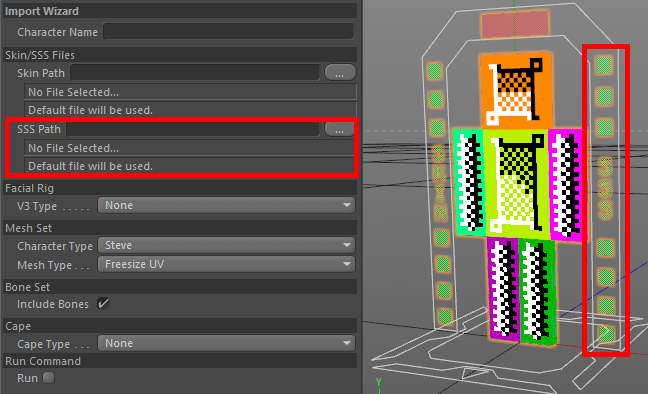 Import Wizard
Character Name
Skin/SSS Files
Skin Path
...
No File Selected...
Default file will be used.
SSS Path
...
No File Selected...
Default file will be used.
Facial Rig
V3 Type . . . . . None
Mesh Set
Character Type Steve
Mesh Type . . . Freesize UV
Bone Set
Include Bones
Cape
Cape Type . . . None
Run Command
Run
Y